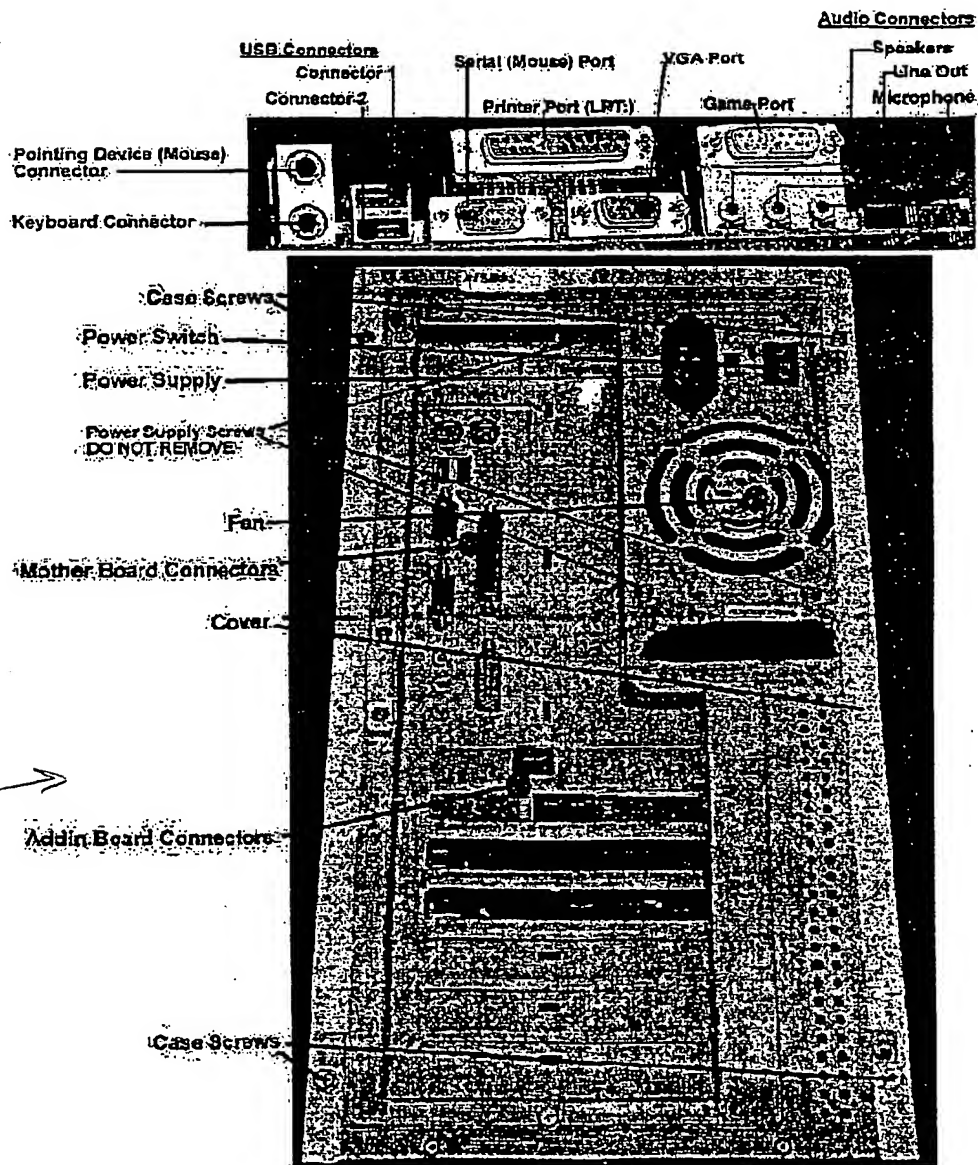 Audio Connectors
USB Connectors
Connector
Connector 2
Serial (Mouse) Port
VGA Port
Speakers
Line Out
Microphone
Printer Port (LPT:)
Game Port
Pointing Device (Mouse)
Connector
Keyboard Connector
Case Screws
Power Switch
Power Supply
Power Supply Screws
DO NOT REMOVE
Fan
Mother Board Connectors
Cover
Addin Board Connectors
Case Screws